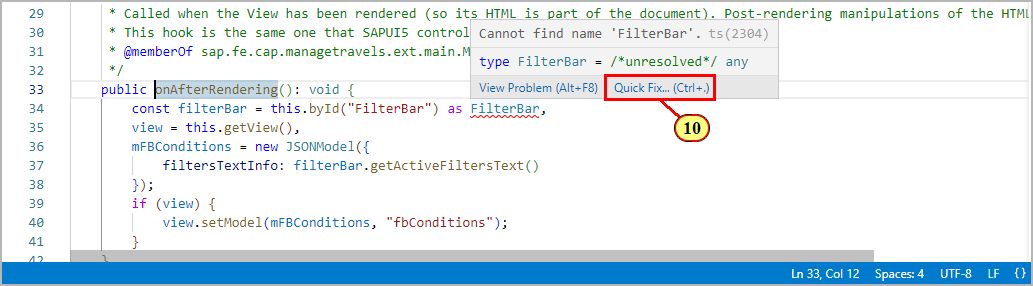 29 * Called when the View has been rendered (so its HTML is part of the document). Post-rendering manipulations of the HTML
30 * This hook is the same one that SAPUI5 control
31 * @memberOf sap.fe.cap.managetravels.ext.main.M
32 */
Cannot find name 'FilterBar'. ts(2304)
type FilterBar = /*unresolved*/ any
View Problem (Alt+F8) Quick Fix... (Ctrl+.)
10
33 public onAfterRendering(): void {
34 const filterBar = this.byId("FilterBar") as FilterBar,
35 view = this.getView(),
36 mFBConditions = new JSONModel({
37 filtersTextInfo: filterBar.getActiveFiltersText()
38 });
39 if (view) {
40 view.setModel(mFBConditions, "fbConditions");
41 }
42 }
Ln 33, Col 12 Spaces: 4 UTF-8 LF {}